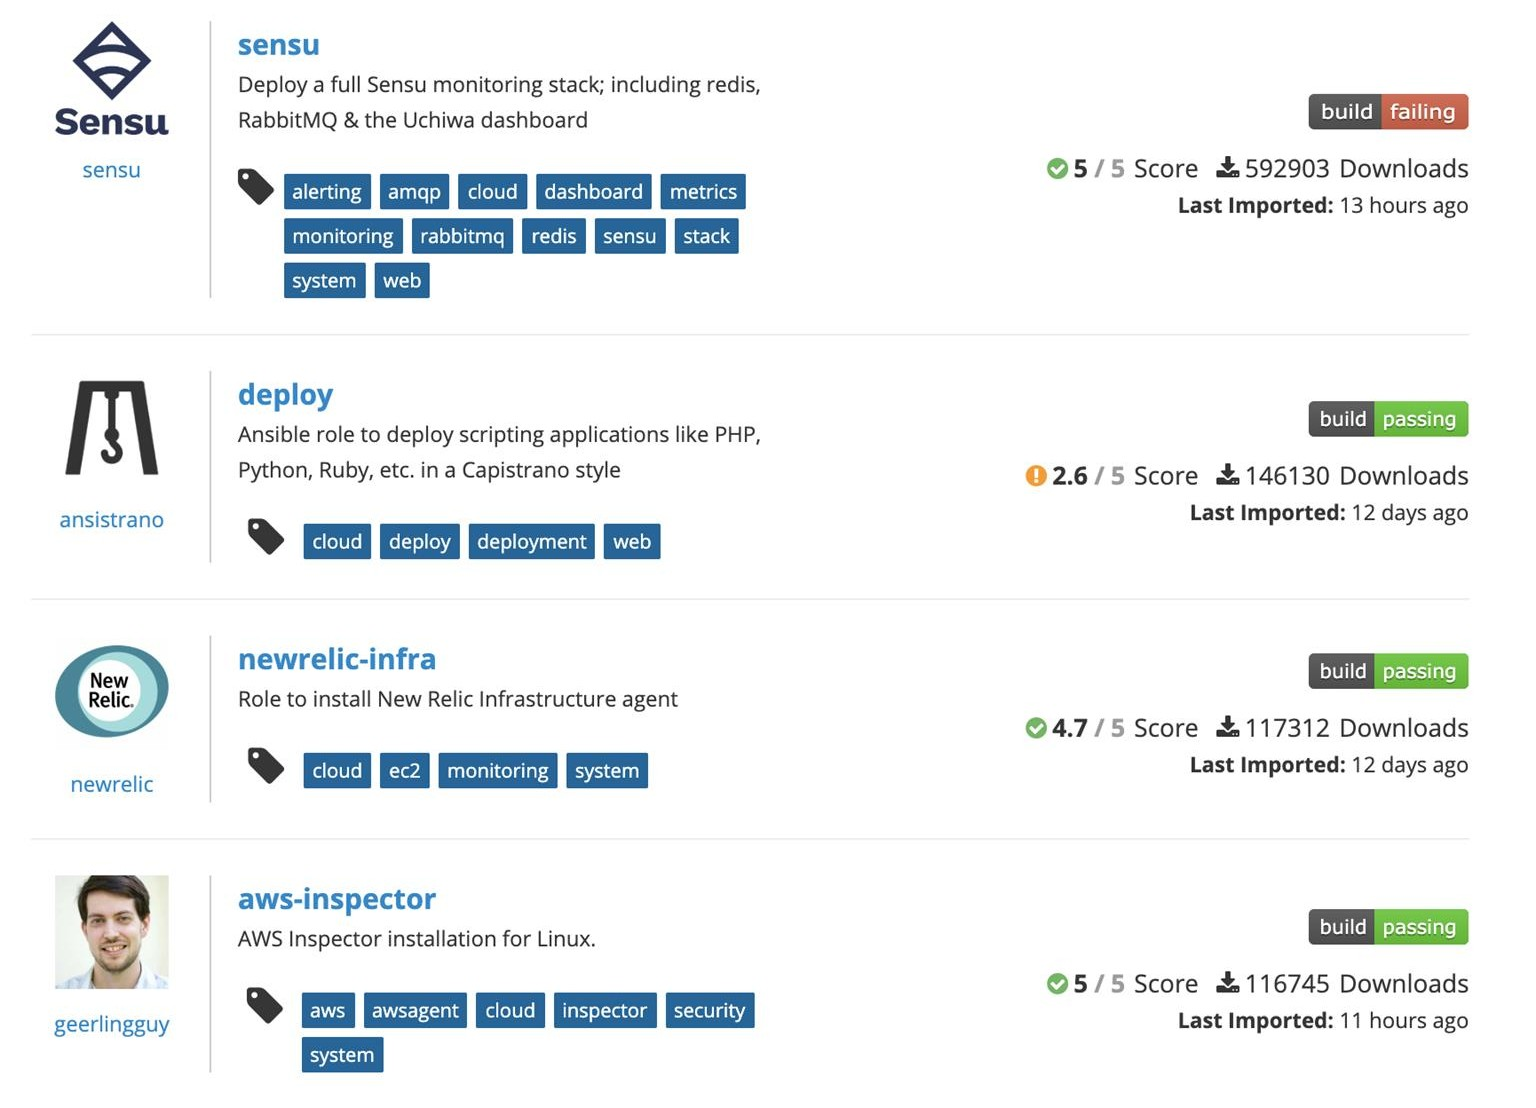 Sensu
sensu
sensu
Deploy a full Sensu monitoring stack; including redis,
RabbitMQ & the Uchiwa dashboard
alerting amqp cloud dashboard metrics
monitoring rabbitmq redis sensu stack
system web
build failing
5 / 5 Score 592903 Downloads
Last Imported: 13 hours ago
ansistrano
deploy
Ansible role to deploy scripting applications like PHP,
Python, Ruby, etc. in a Capistrano style
cloud deploy deployment web
build passing
2.6 / 5 Score 146130 Downloads
Last Imported: 12 days ago
New
Relic.
newrelic
newrelic-infra
Role to install New Relic Infrastructure agent
cloud ec2 monitoring system
build passing
4.7 / 5 Score 117312 Downloads
Last Imported: 12 days ago
geerlingguy
aws-inspector
AWS Inspector installation for Linux.
aws awsagent cloud inspector security
system
build passing
5 / 5 Score 116745 Downloads
Last Imported: 11 hours ago